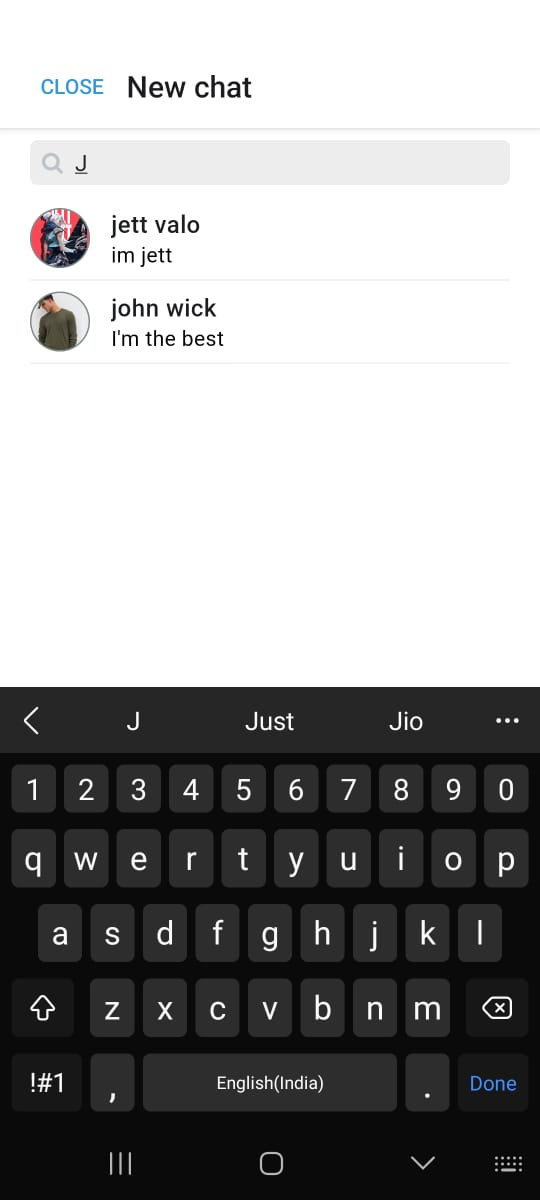 CLOSE New chat
J
jett valo
im jett
john wick
I'm the best
J Just Jio
1 2 3 4 5 6 7 8 9 0
q w e r t y u i o p
a s d f g h j k l
z x c v b n m
!#1 , English(India) . Done